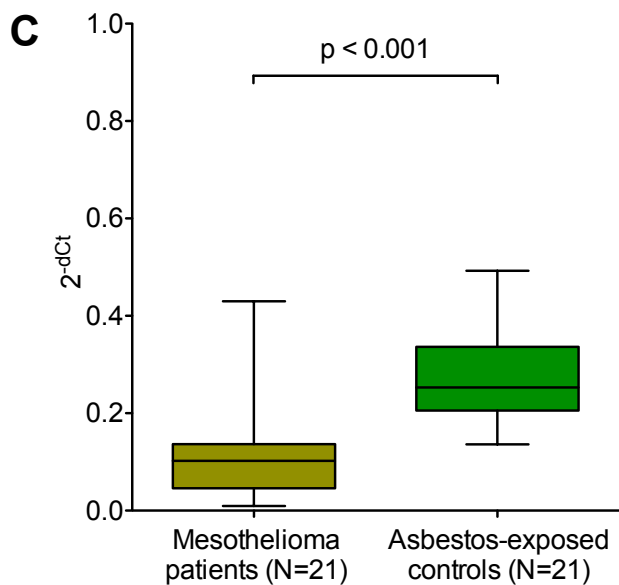 C
1.0
p < 0.001
0.8
0.6
2-dCt
0.4
0.2
0.0
Mesothelioma
patients (N=21)
Asbestos-exposed
controls (N=21)